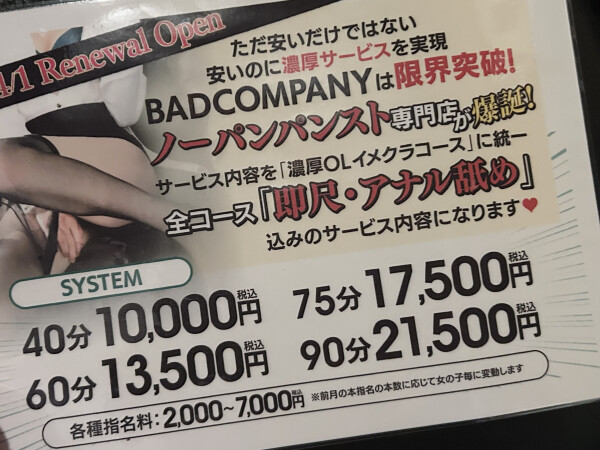 4/1 Renewal Open
ただ安いだけではない
安いのに濃厚サービスを実現
BADCOMPANYは限界突破!
ノーパンパンスト専門店が爆誕!
サービス内容を「濃厚OLイメクラコース」に統一
全コース「即尺・アナル舐め」
込みのサービス内容になります♥
SYSTEM
40分 10,000円 税込
75分 17,500円 税込
60分 13,500円 税込
90分 21,500円 税込
各種指名料:2,000~7,000円 税込 ※前月の本指名の本数に応じて女の子毎に変動します